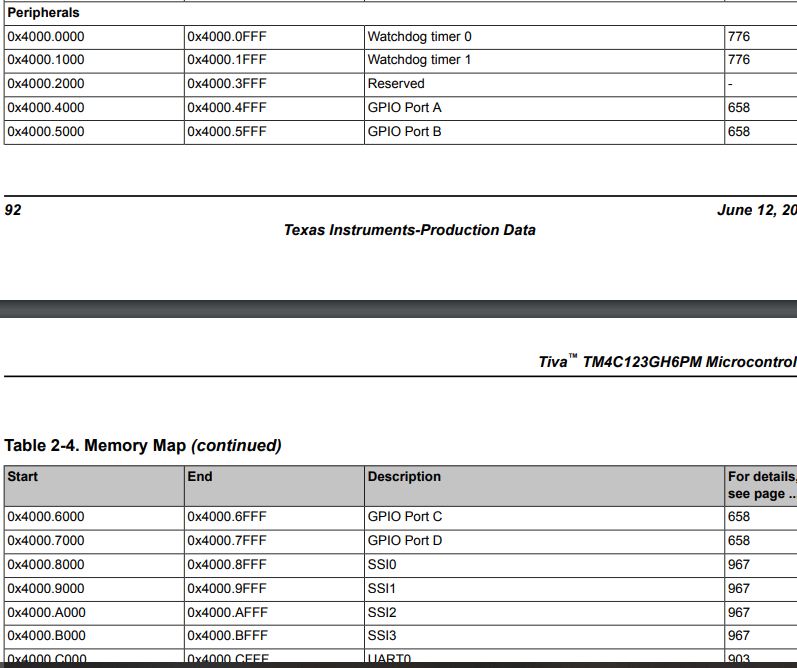 Peripherals
0x4000.0000 0x4000.0FFF Watchdog timer 0 776
0x4000.1000 0x4000.1FFF Watchdog timer 1 776
0x4000.2000 0x4000.3FFF Reserved -
0x4000.4000 0x4000.4FFF GPIO Port A 658
0x4000.5000 0x4000.5FFF GPIO Port B 658
92 June 12, 20
Texas Instruments-Production Data
Tiva™ TM4C123GH6PM Microcontrol
Table 2-4. Memory Map (continued)
Start End Description For details,
see page ..
0x4000.6000 0x4000.6FFF GPIO Port C 658
0x4000.7000 0x4000.7FFF GPIO Port D 658
0x4000.8000 0x4000.8FFF SSI0 967
0x4000.9000 0x4000.9FFF SSI1 967
0x4000.A000 0x4000.AFFF SSI2 967
0x4000.B000 0x4000.BFFF SSI3 967
0x4000.C000 0x4000.CFFF UART0 903